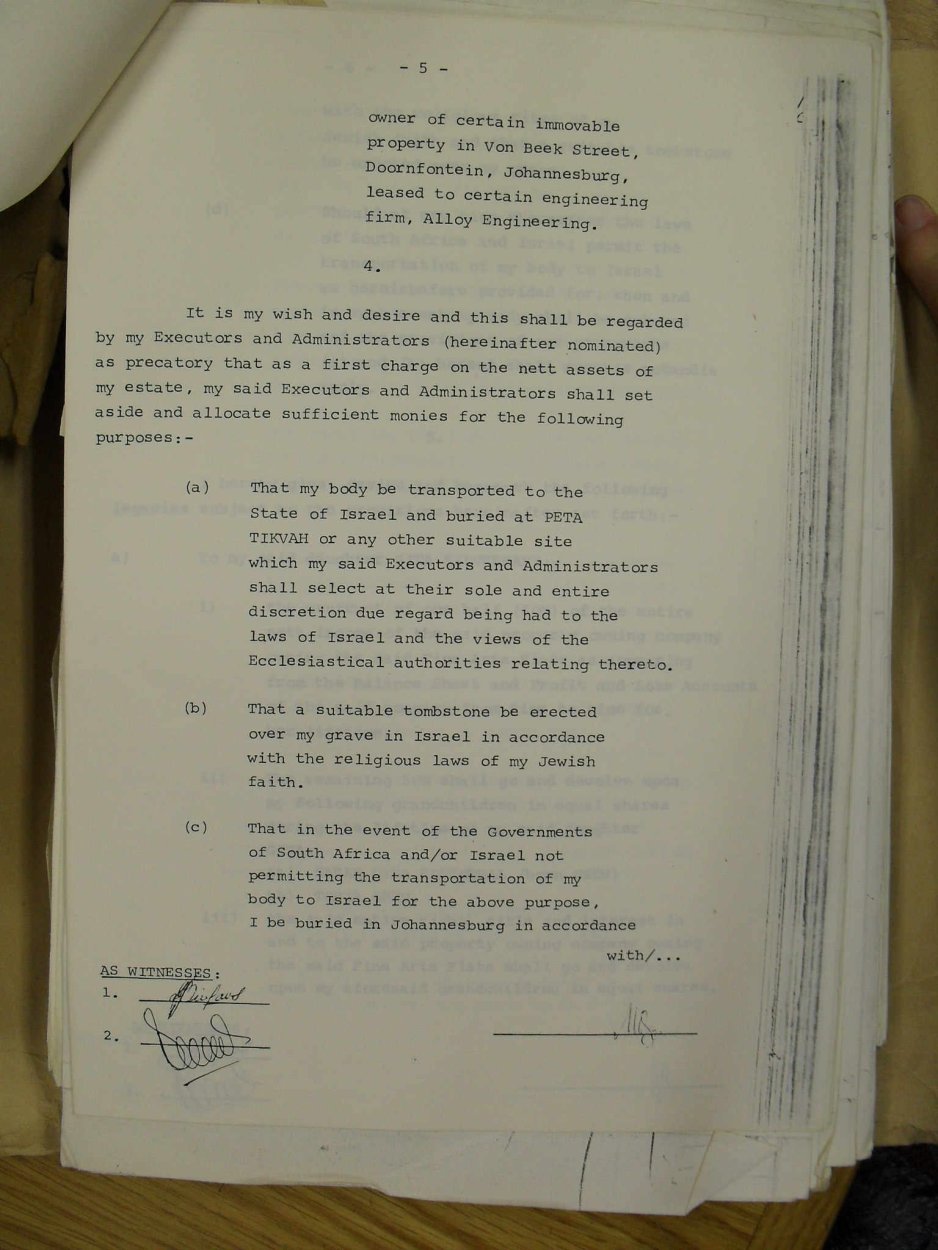 - 5 -
owner of certain immovable
property in Von Beek Street,
Doornfontein, Johannesburg,
leased to certain engineering
firm, Alloy Engineering.
4.
It is my wish and desire and this shall be regarded
by my Executors and Administrators (hereinafter nominated)
as precatory that as a first charge on the nett assets of
my estate, my said Executors and Administrators shall set
aside and allocate sufficient monies for the following
purposes:-
(a) That my body be transported to the
State of Israel and buried at PETA
TIKVAH or any other suitable site
which my said Executors and Administrators
shall select at their sole and entire
discretion due regard being had to the
laws of Israel and the views of the
Ecclesiastical authorities relating thereto.
(b) That a suitable tombstone be erected
over my grave in Israel in accordance
with the religious laws of my Jewish
faith.
(c) That in the event of the Governments
of South Africa and/or Israel not
permitting the transportation of my
body to Israel for the above purpose,
I be buried in Johannesburg in accordance
with/...
AS WITNESSES:
1.
2.